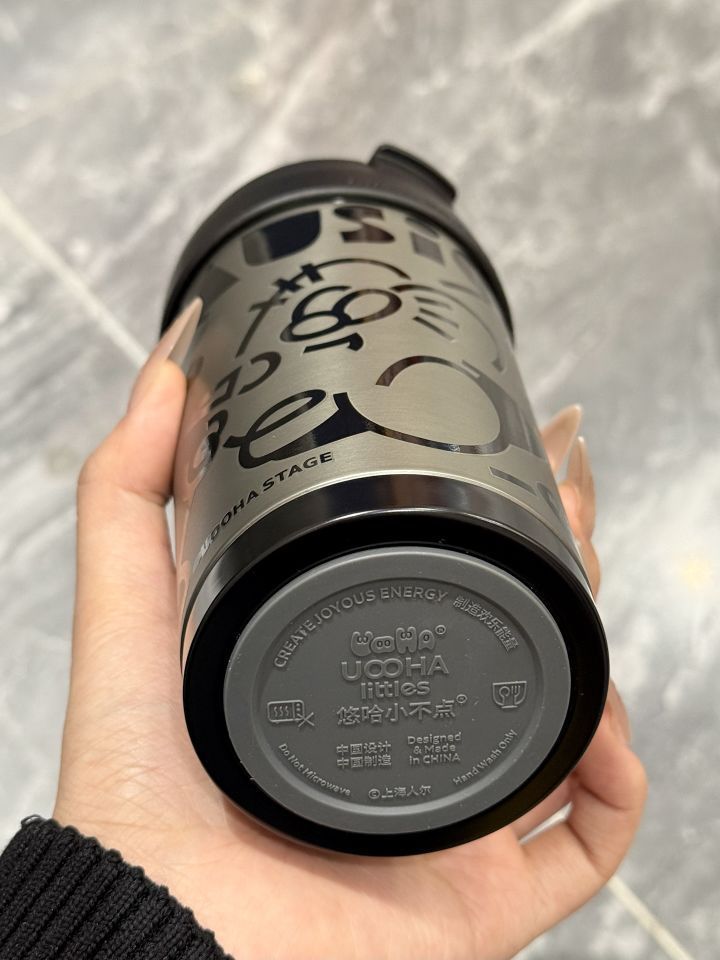 UOOHA STAGE
CREATE JOYOUS ENERGY 制造欢乐能量
UOOHA®
UOOHA
littles
悠哈小不点®
中国设计
中国制造
Designed
& Made
in CHINA
Do Not Microwave
©上海人尔
Hand Wash Only